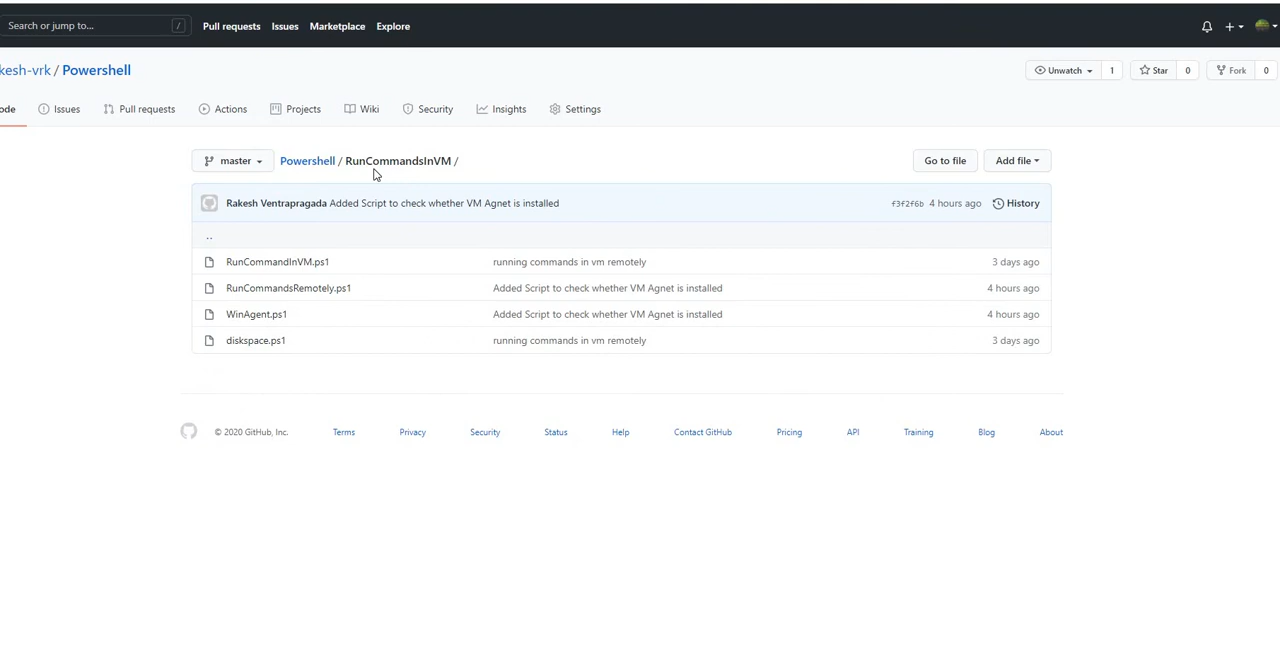 Search or jump to... /
Pull requests Issues Marketplace Explore
kesh-vrk / Powershell
Unwatch 1 Star 0 Fork 0
ode Issues Pull requests Actions Projects Wiki Security Insights Settings
master Powershell / RunCommandsInVM / Go to file Add file
Rakesh Ventrapragada Added Script to check whether VM Agnet is installed f3f2f6b 4 hours ago History
..
RunCommandInVM.ps1 running commands in vm remotely 3 days ago
RunCommandsRemotely.ps1 Added Script to check whether VM Agnet is installed 4 hours ago
WinAgent.ps1 Added Script to check whether VM Agnet is installed 4 hours ago
diskspace.ps1 running commands in vm remotely 3 days ago
© 2020 GitHub, Inc. Terms Privacy Security Status Help Contact GitHub Pricing API Training Blog About